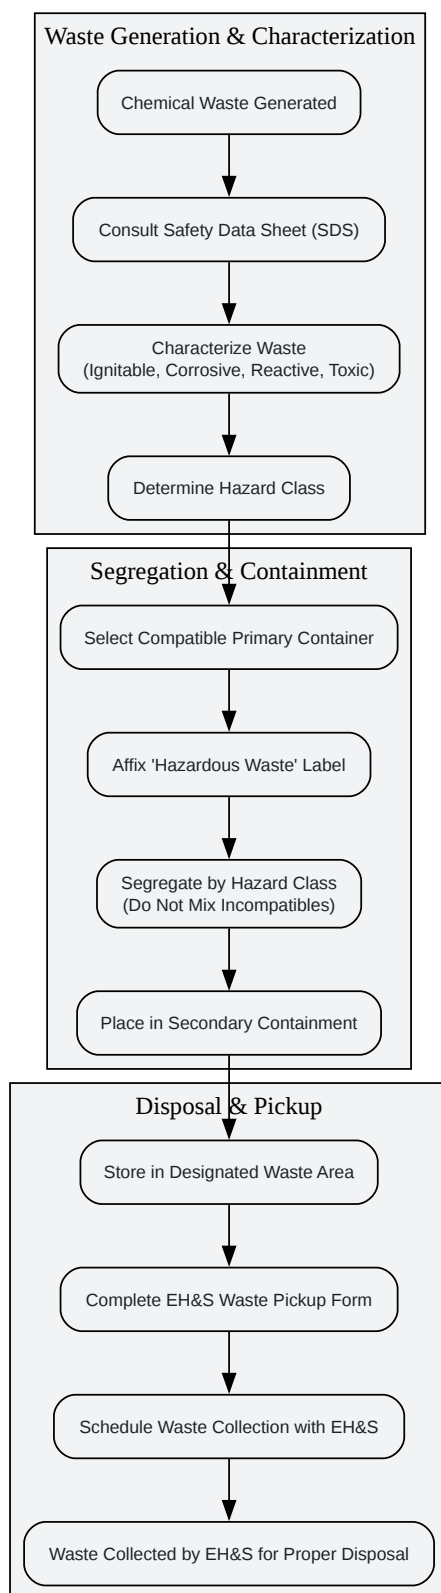 Waste Generation & Characterization
Chemical Waste Generated
Consult Safety Data Sheet (SDS)
Characterize Waste
(Ignitable, Corrosive, Reactive, Toxic)
Determine Hazard Class
Segregation & Containment
Select Compatible Primary Container
Affix 'Hazardous Waste' Label
Segregate by Hazard Class
(Do Not Mix Incompatibles)
Place in Secondary Containment
Disposal & Pickup
Store in Designated Waste Area
Complete EH&S Waste Pickup Form
Schedule Waste Collection with EH&S
Waste Collected by EH&S for Proper Disposal